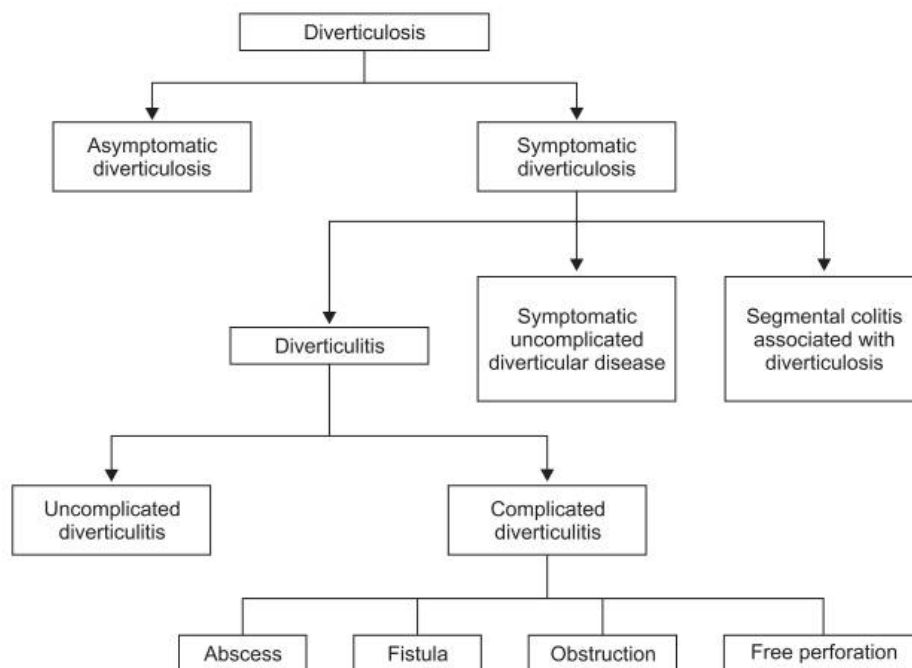 Diverticulosis
Asymptomatic
diverticulosis
Symptomatic
diverticulosis
Diverticulitis
Symptomatic
uncomplicated
diverticular disease
Segmental colitis
associated with
diverticulosis
Uncomplicated
diverticulitis
Complicated
diverticulitis
Abscess
Fistula
Obstruction
Free perforation